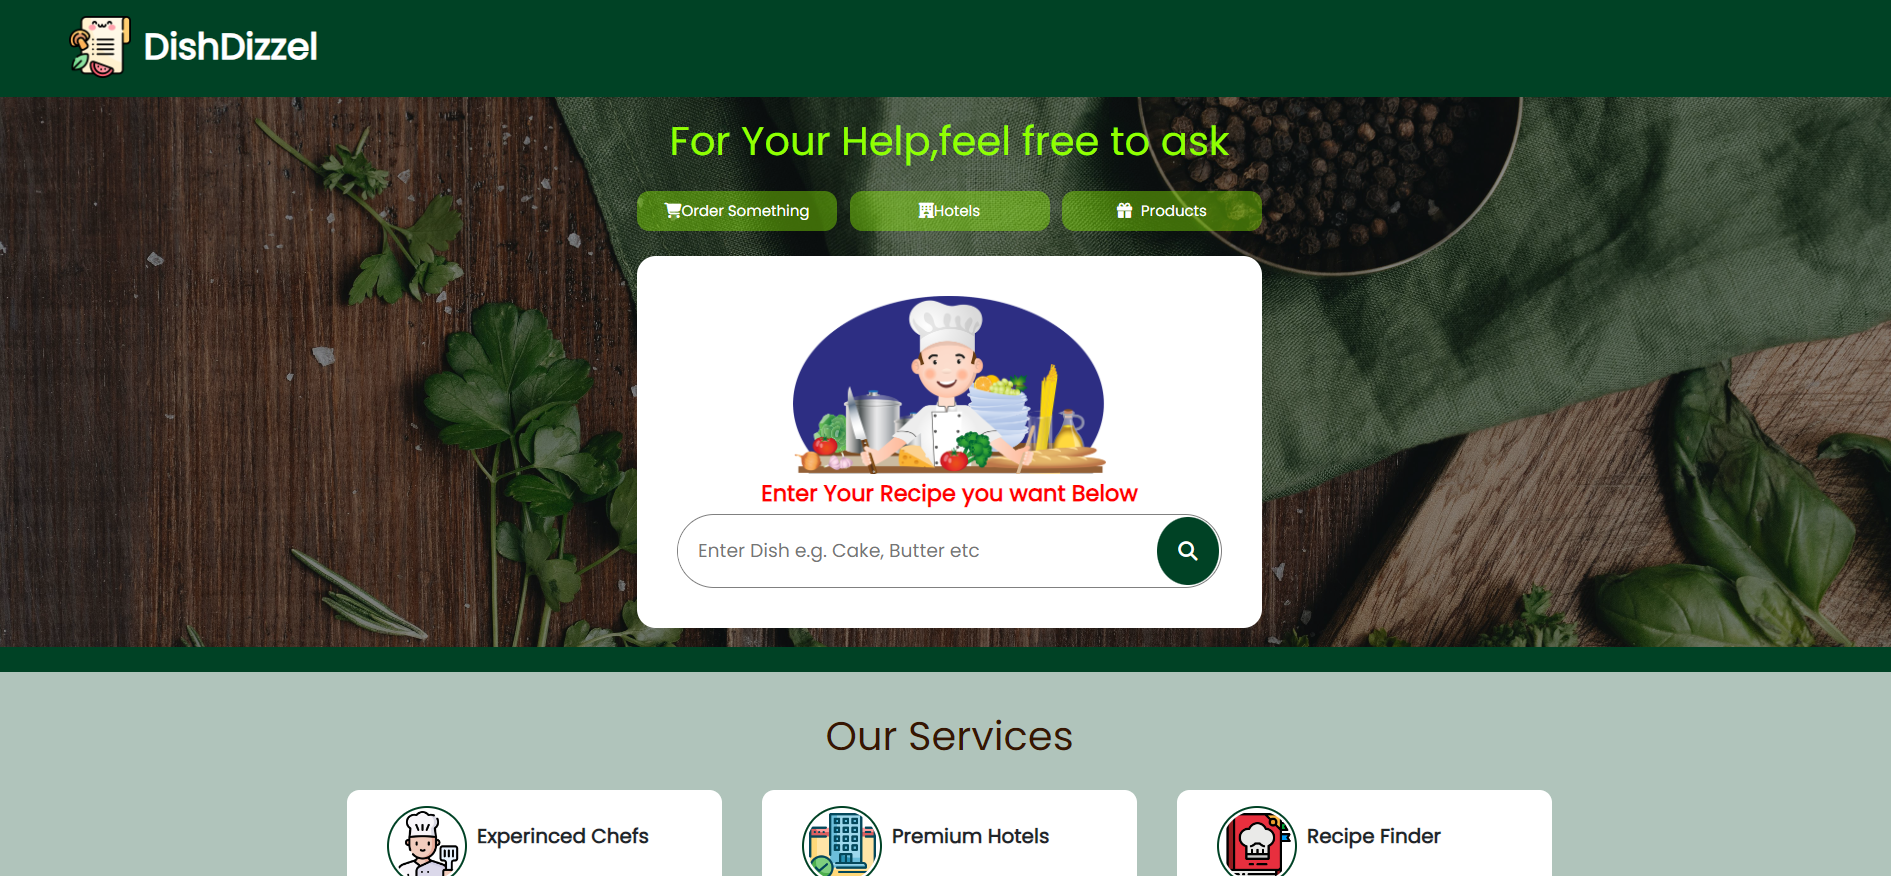 DishDizzel
For Your Help,feel free to ask
Order Something
Hotels
Products
Enter Your Recipe you want Below
Enter Dish e.g. Cake, Butter etc
Our Services
Experinced Chefs
Premium Hotels
Recipe Finder